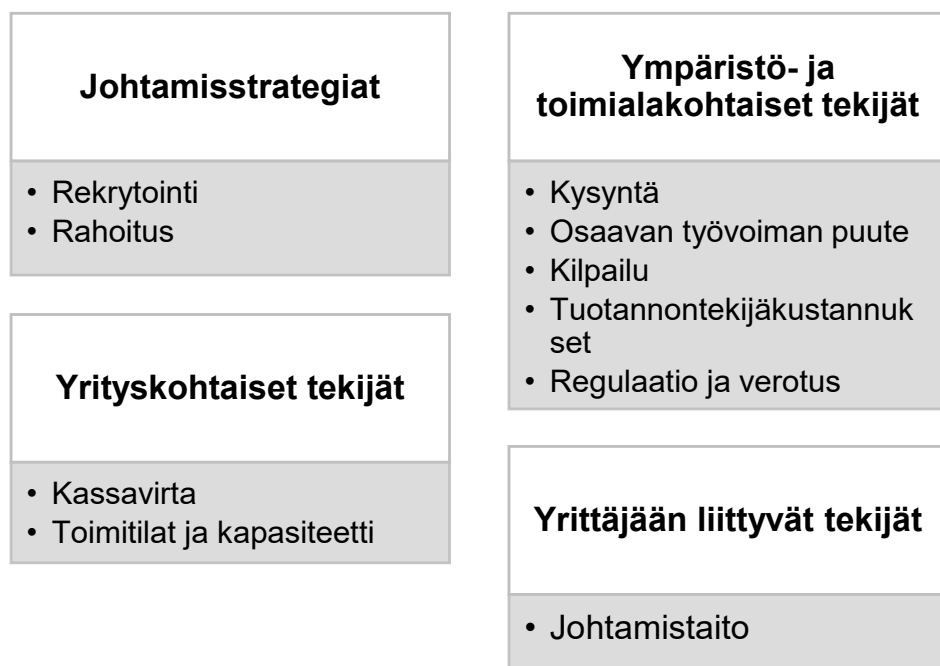 Johtamisstrategiat
• Rekrytointi
• Rahoitus
Yrityskohtaiset tekijät
• Kassavirta
• Toimitilat ja kapasiteetti
Ympäristö- ja
toimialakohtaiset tekijät
• Kysyntä
• Osaavan työvoiman puute
• Kilpailu
• Tuotannontekijäkustannuk
set
• Regulaatio ja verotus
Yrittäjään liittyvät tekijät
• Johtamistaito